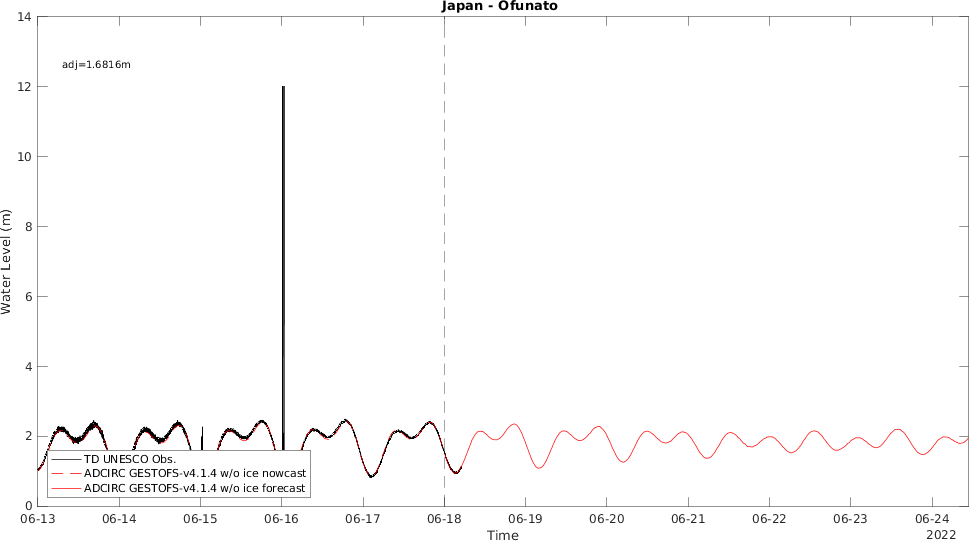 Japan - Ofunato
14
12
10
8
6
4
2
0
Water Level (m)
adj=1.6816m
TD UNESCO Obs.
ADCIRC GESTOFS-v4.1.4 w/o ice nowcast
ADCIRC GESTOFS-v4.1.4 w/o ice forecast
06-13 06-14 06-15 06-16 06-17 06-18 06-19 06-20 06-21 06-22 06-23 06-24
2022
Time